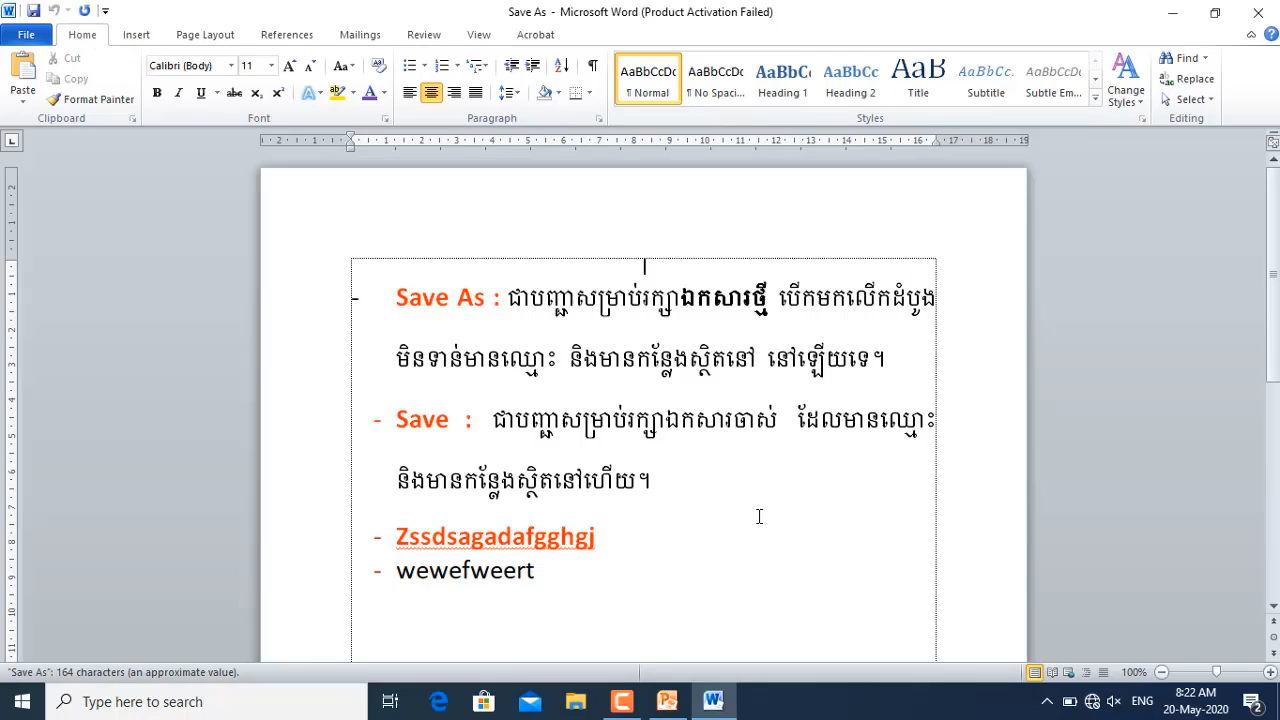 Save As - Microsoft Word (Product Activation Failed)
File Home Insert Page Layout References Mailings Review View Acrobat
Paste Cut Copy Format Painter
Calibri (Body) 11
AaBbCcDc AaBbCcDc AaBbC AaBbCc AaB AaBbCc. AaBbCcDc
¶ Normal ¶ No Spaci... Heading 1 Heading 2 Title Subtitle Subtle Em...
Change Styles
Find Replace Select
Clipboard Font Paragraph Styles Editing
- Save As : ជាបញ្ជាសម្រាប់រក្សាឯកសារថ្មី បើកមកលើកដំបូង
មិនទាន់មានឈ្មោះ និងមានកន្លែងស្ថិតនៅ នៅឡើយទេ។
- Save : ជាបញ្ជាសម្រាប់រក្សាឯកសារចាស់ ដែលមានឈ្មោះ
និងមានកន្លែងស្ថិតនៅហើយ។
- Zssdsagadafgghgj
- wewefweert
"Save As": 164 characters (an approximate value).
100%
Type here to search
ENG
8:22 AM
20-May-2020
2